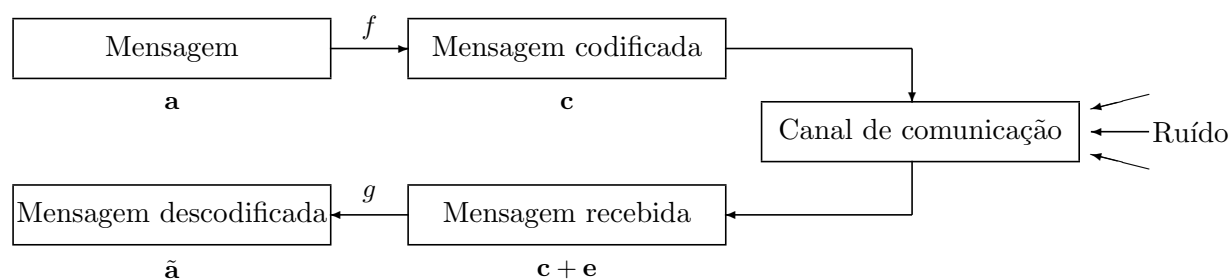 f
Mensagem
Mensagem codificada
a
c
Canal de comunicação
Ruído
g
Mensagem descodificada
Mensagem recebida
ã
c + e